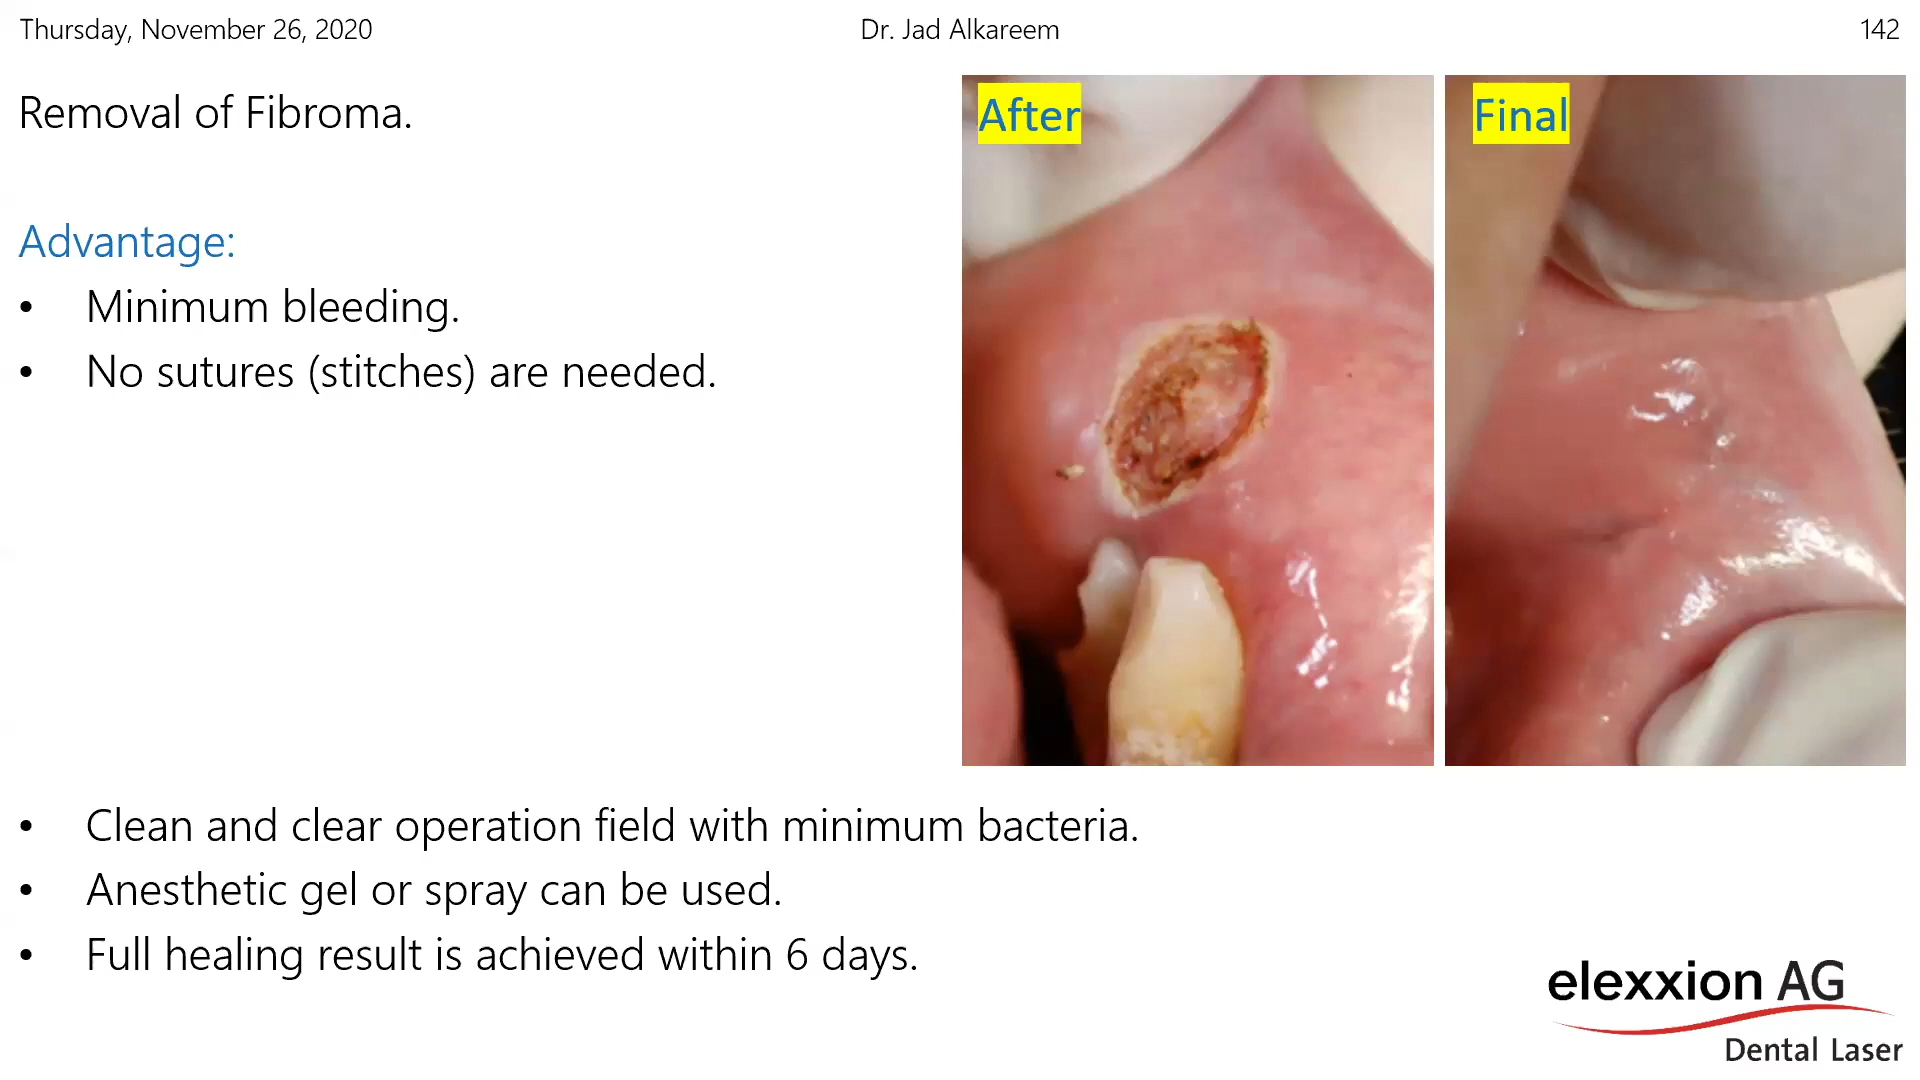 Thursday, November 26, 2020
Dr. Jad Alkareem
142
Removal of Fibroma.
After
Final
Advantage:
• Minimum bleeding.
• No sutures (stitches) are needed.
• Clean and clear operation field with minimum bacteria.
• Anesthetic gel or spray can be used.
• Full healing result is achieved within 6 days.
elexxion AG
Dental Laser